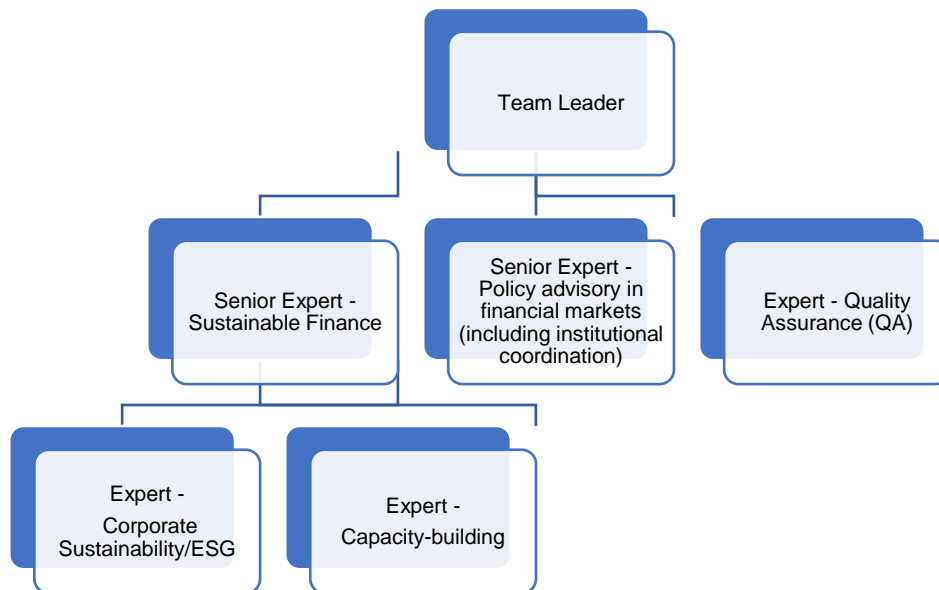 Team Leader
Senior Expert -
Sustainable Finance
Senior Expert -
Policy advisory in
financial markets
(including institutional
coordination)
Expert - Quality
Assurance (QA)
Expert -
Corporate
Sustainability/ESG
Expert -
Capacity-building